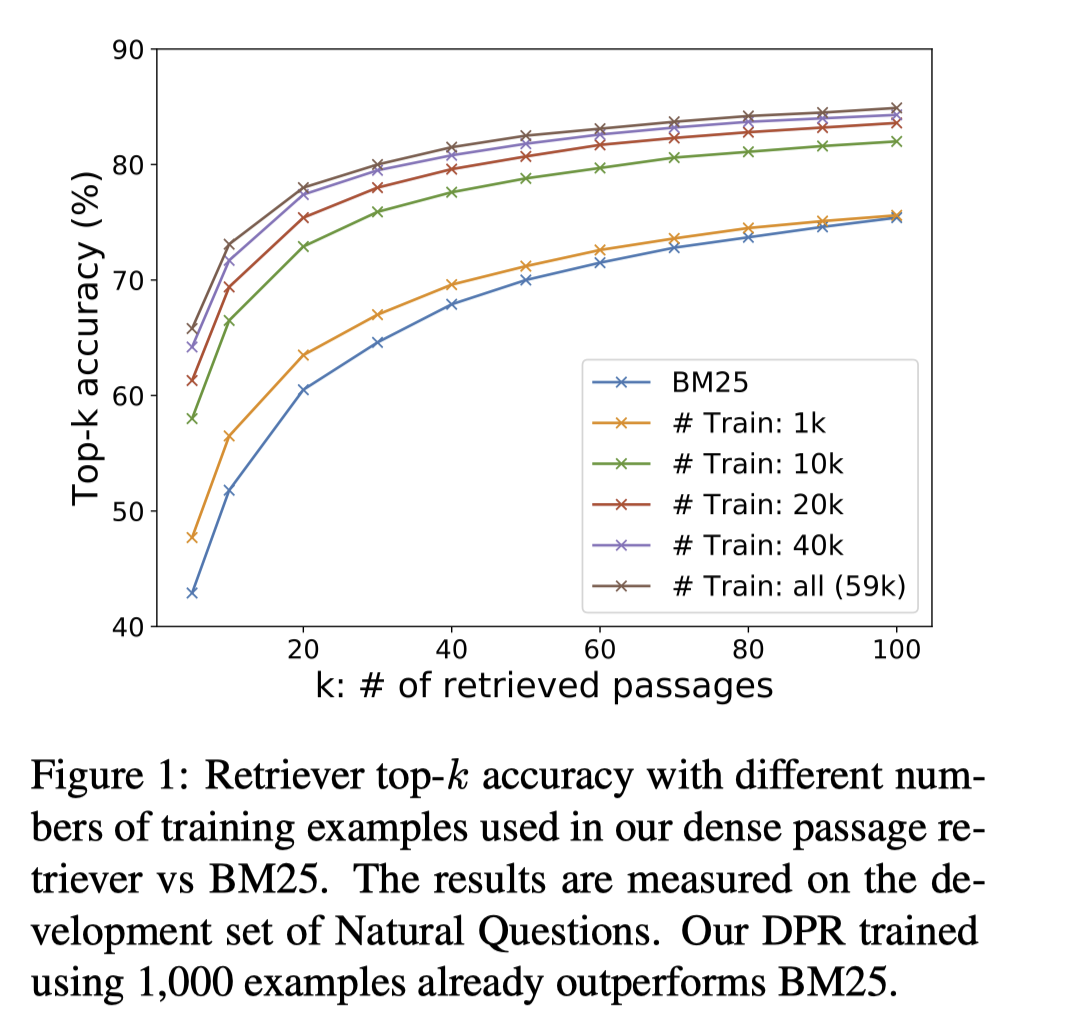 90
80
70
60
50
40
Top-k accuracy (%)
BM25
# Train: 1k
# Train: 10k
# Train: 20k
# Train: 40k
# Train: all (59k)
20 40 60 80 100
k: # of retrieved passages
Figure 1: Retriever top-k accuracy with different num-
bers of training examples used in our dense passage re-
triever vs BM25. The results are measured on the de-
velopment set of Natural Questions. Our DPR trained
using 1,000 examples already outperforms BM25.